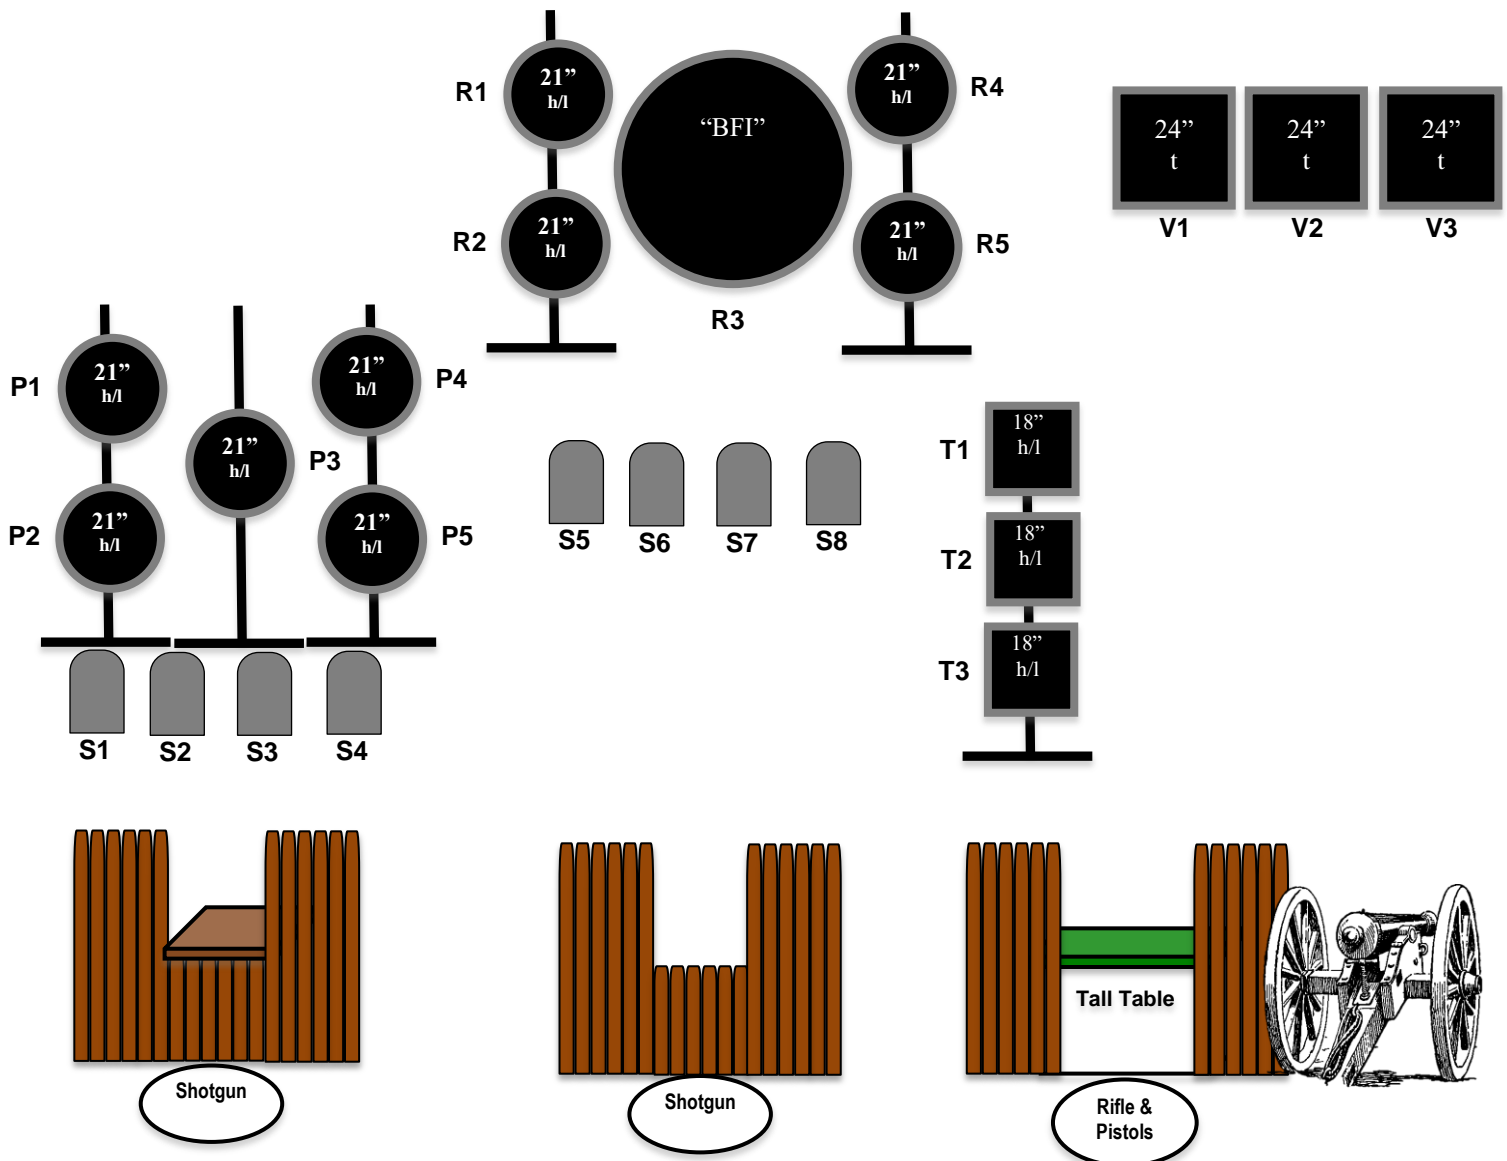 R1
21”
h/l
“BFI”
21”
h/l
R4
24”
t
24”
t
24”
t
V1
V2
V3
R2
21”
h/l
21”
h/l
R5
R3
P1
21”
h/l
21”
h/l
P4
21”
h/l
P3
P2
21”
h/l
21”
h/l
P5
T1
18”
h/l
S5
S6
S7
S8
T2
18”
h/l
T3
18”
h/l
S1
S2
S3
S4
Tall Table
Shotgun
Shotgun
Rifle &
Pistols